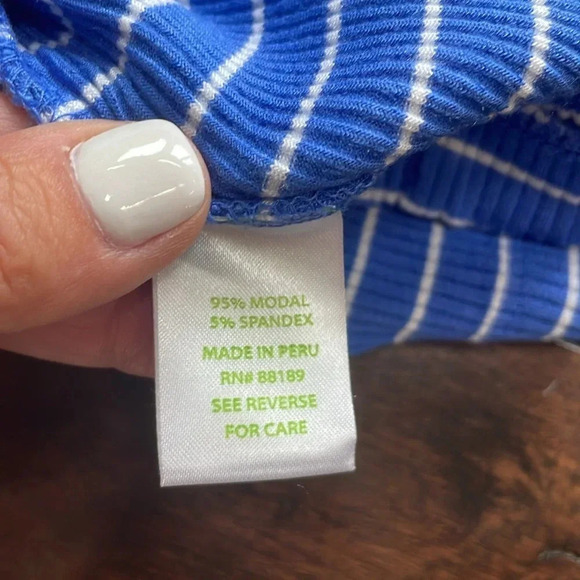 95% MODAL
5% SPANDEX
MADE IN PERU
RN# 88189
SEE REVERSE
FOR CARE